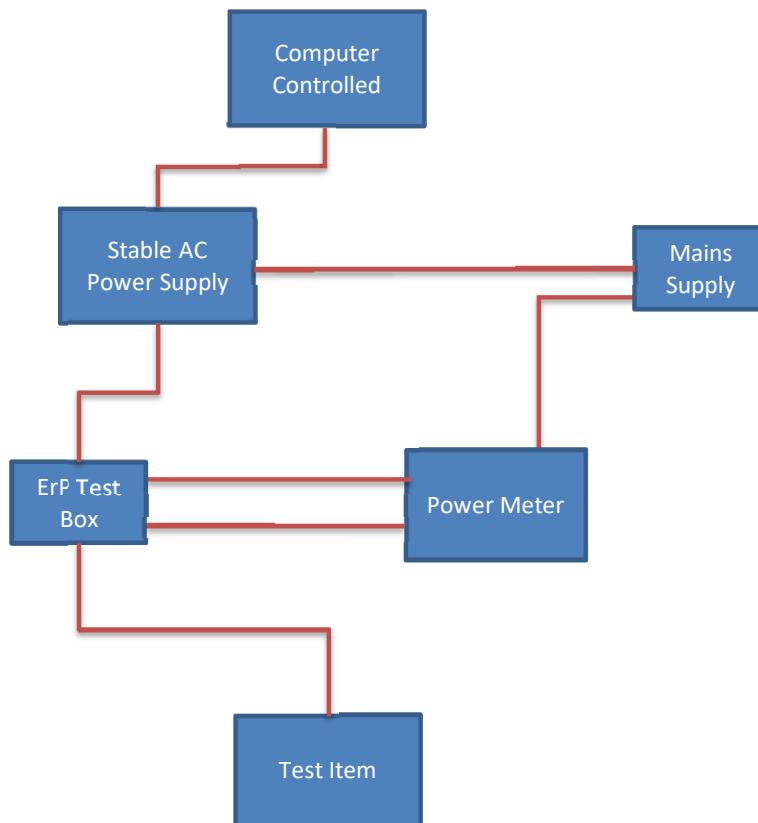 Computer
Controlled
Stable AC
Power Supply
Mains
Supply
ErP Test
Box
Power Meter
Test Item